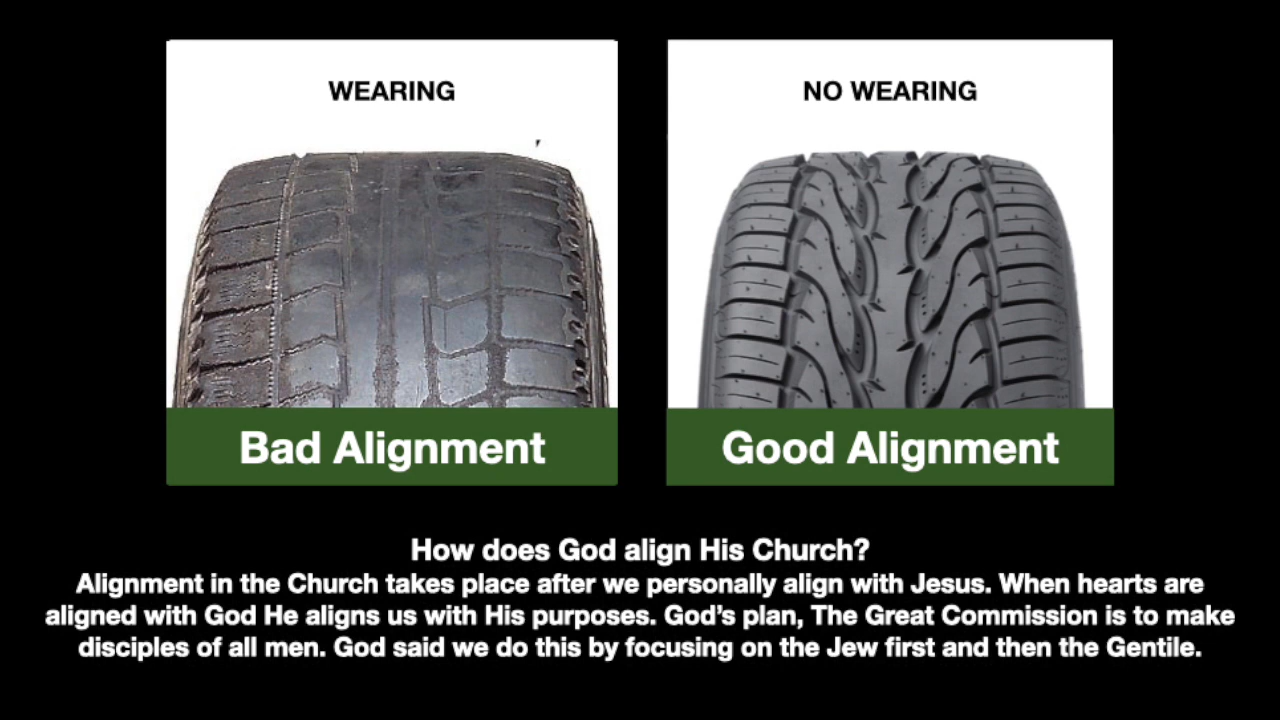 WEARING
NO WEARING
Bad Alignment
Good Alignment
How does God align His Church?
Alignment in the Church takes place after we personally align with Jesus. When hearts are
aligned with God He aligns us with His purposes. God’s plan, The Great Commission is to make
disciples of all men. God said we do this by focusing on the Jew first and then the Gentile.